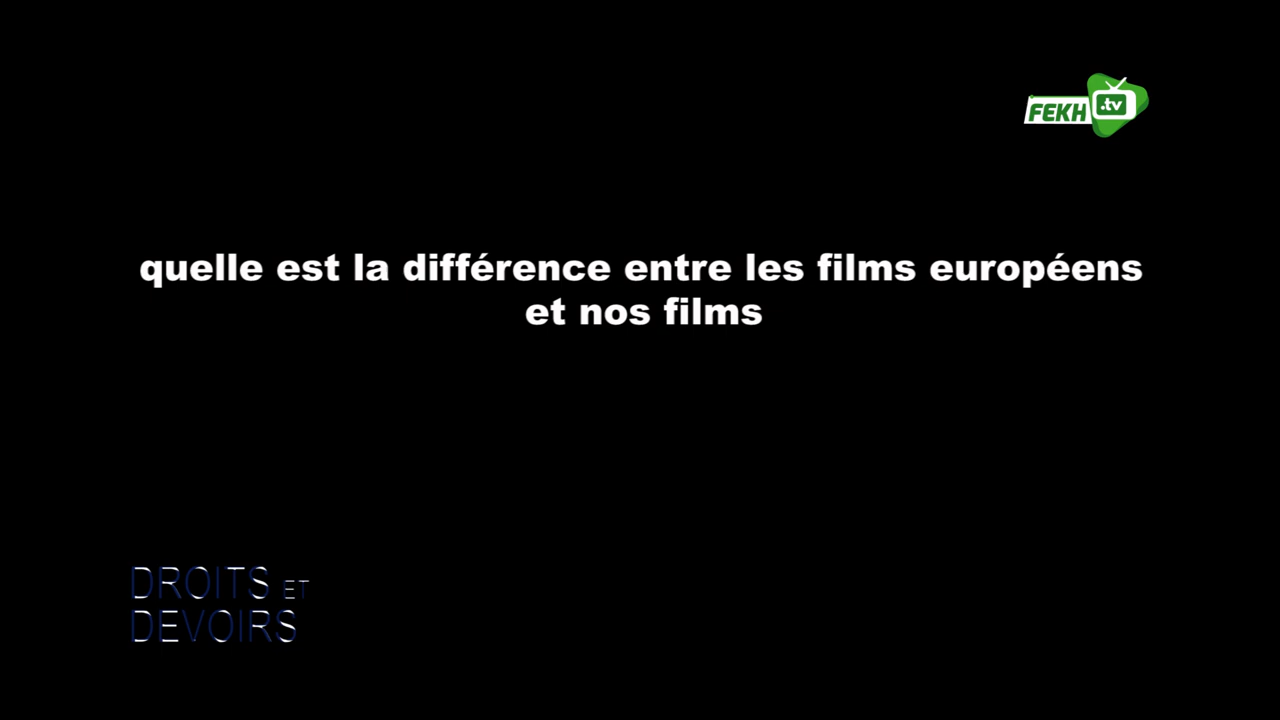 FEKH .tv
quelle est la différence entre les films européens
et nos films
DROITS ET
DEVOIRS